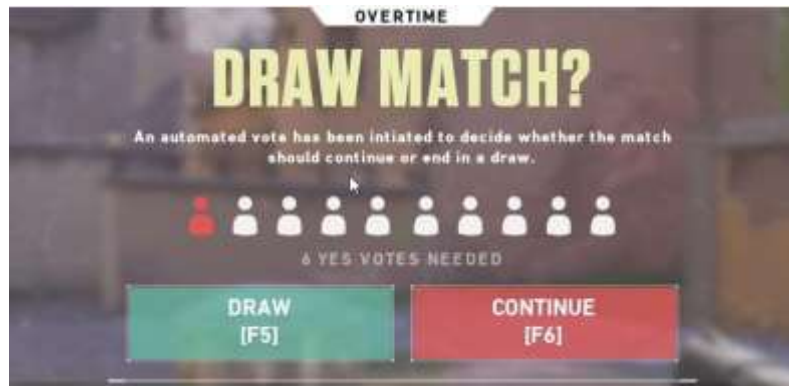 OVERTIME
DRAW MATCH?
An automated vote has been intiated to decide whether the match
should continue or end in a draw.
6 YES VOTES NEEDED
DRAW
[F5]
CONTINUE
[F6]